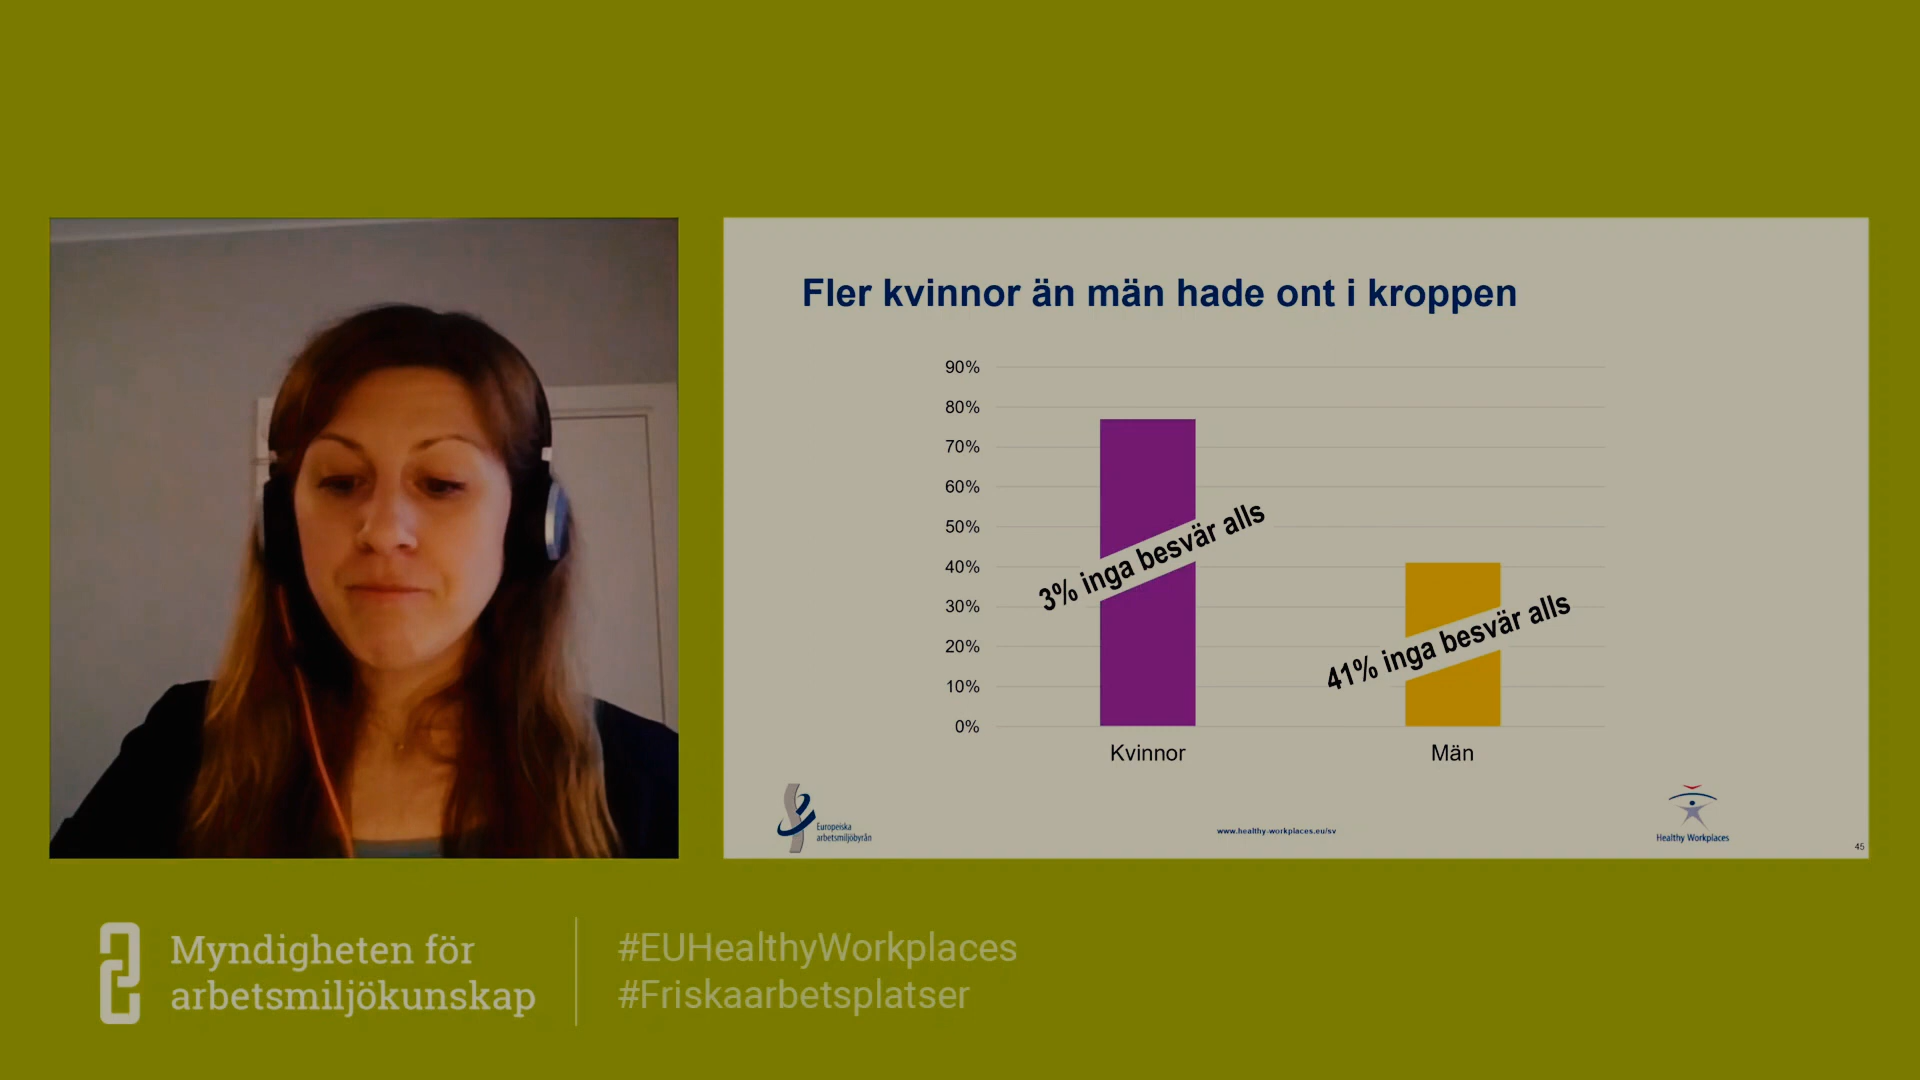 Fler kvinnor än män hade ont i kroppen
90%
80%
70%
60%
50%
40%
30%
20%
10%
0%
3% inga besvär alls
41% inga besvär alls
Kvinnor
Män
Europeiska
arbetsmiljöbyrån
www.healthy-workplaces.eu/sv
Healthy Workplaces
45
Myndigheten för
arbetsmiljökunskap
#EUHealthyWorkplaces
#Friskaarbetsplatser